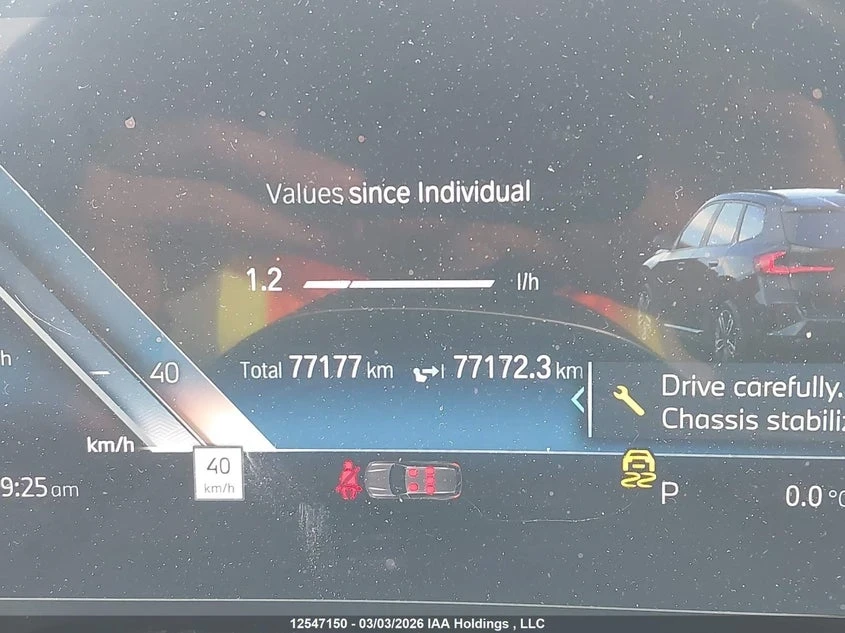 Values since Individual
1.2 l/h
Total 77177 km 77172.3 km
h
40
Drive carefully.
Chassis stabiliz
km/h
40
km/h
9:25 am
P
0.0 °C
12547150 - 03/03/2026 IAA Holdings , LLC